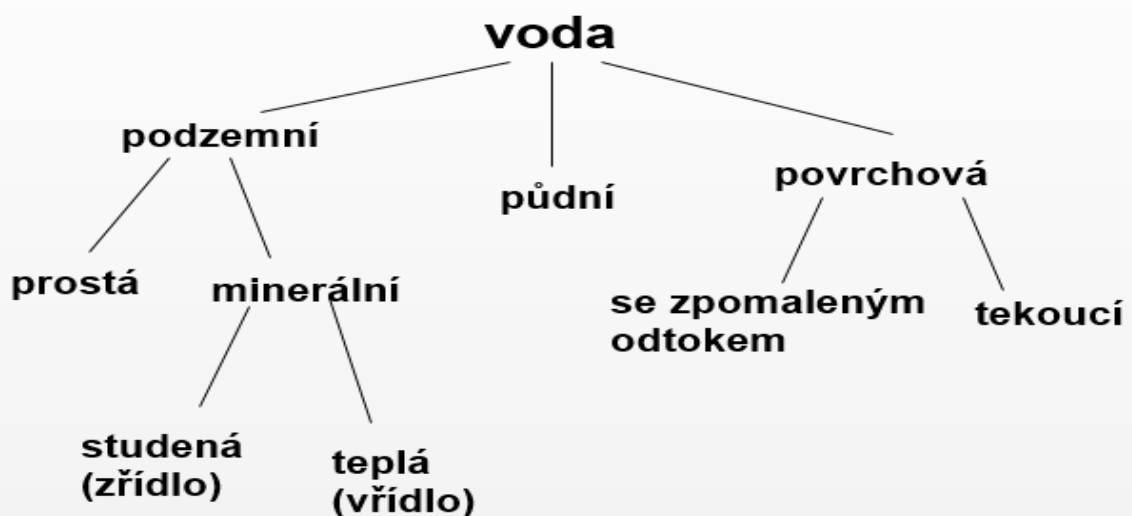 voda
podzemní
půdní
povrchová
prostá
minerální
se zpomaleným
odtokem
tekoucí
studená
(zřídlo)
teplá
(vřídlo)